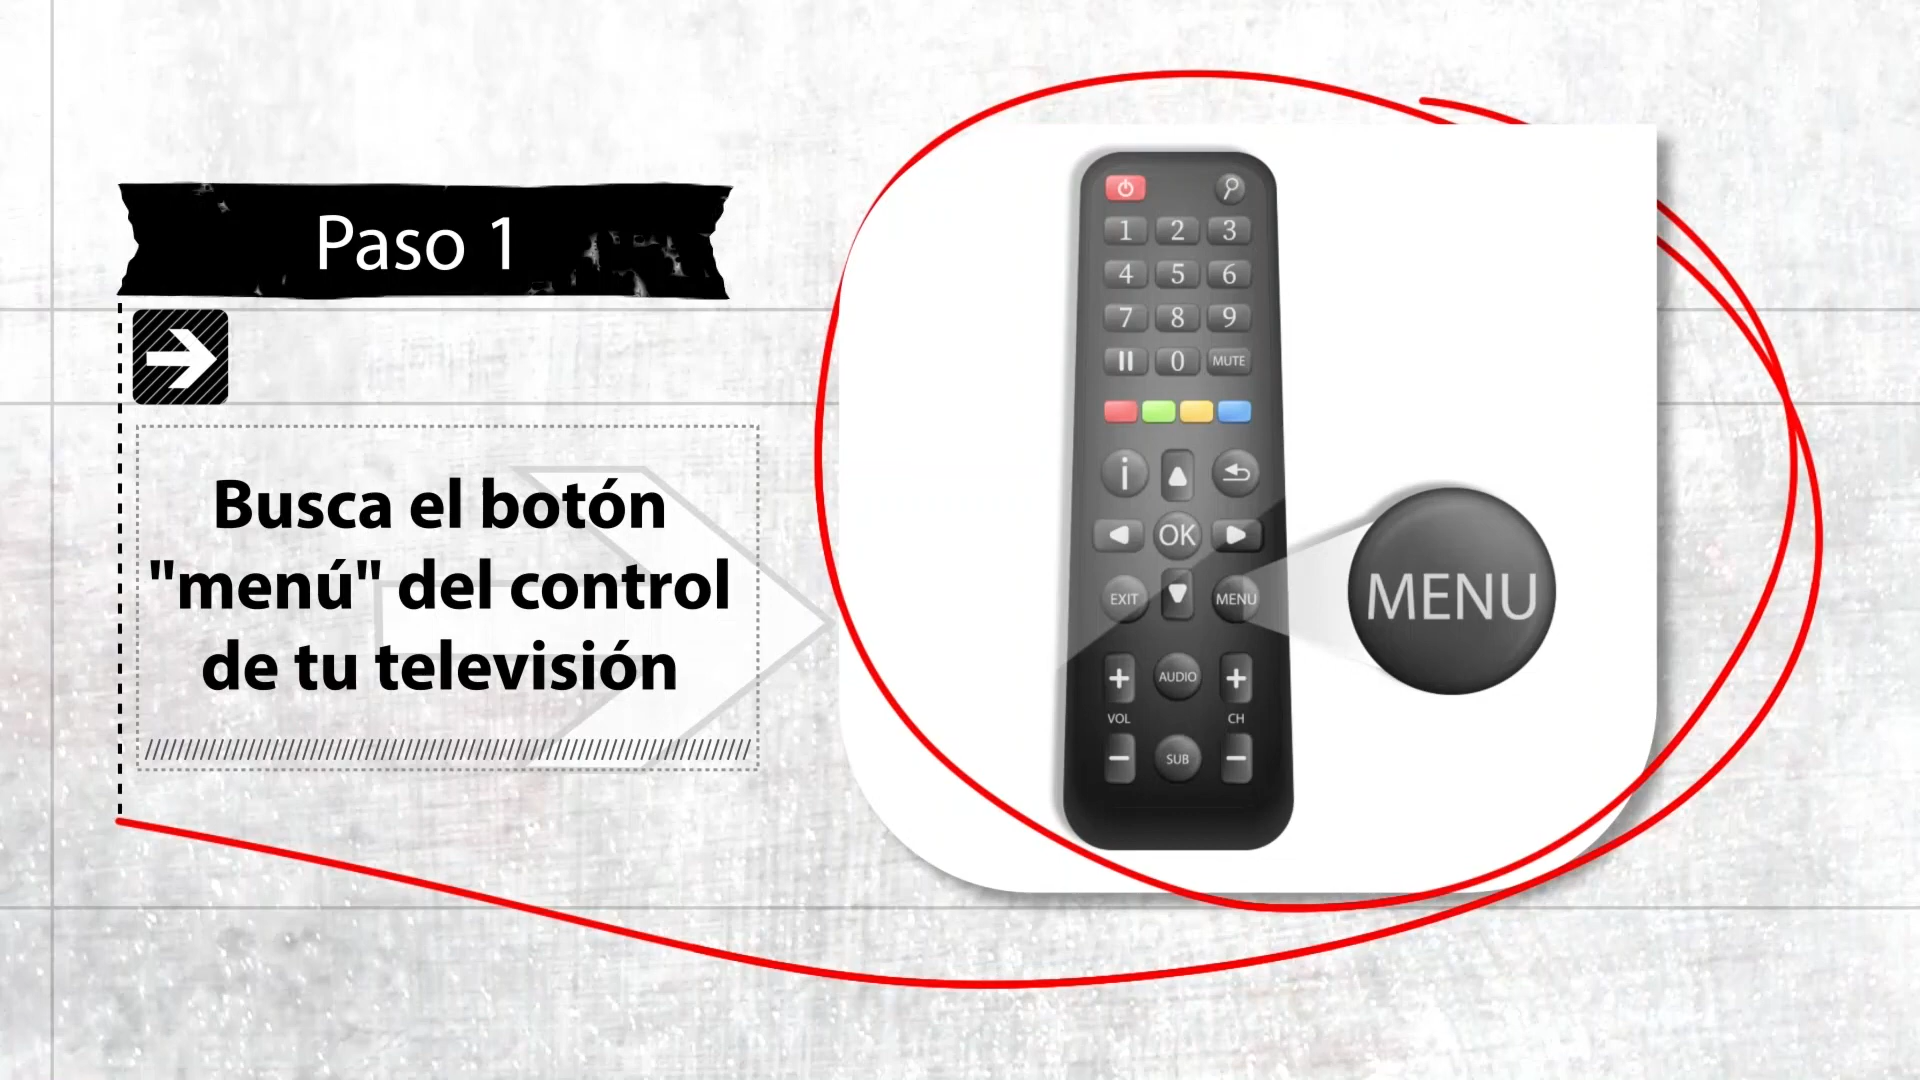 Paso 1
Busca el botón
"menú" del control
de tu televisión
1 2 3
4 5 6
7 8 9
0 MUTE
i
OK
EXIT MENU
MENU
+ AUDIO +
VOL CH
- SUB -